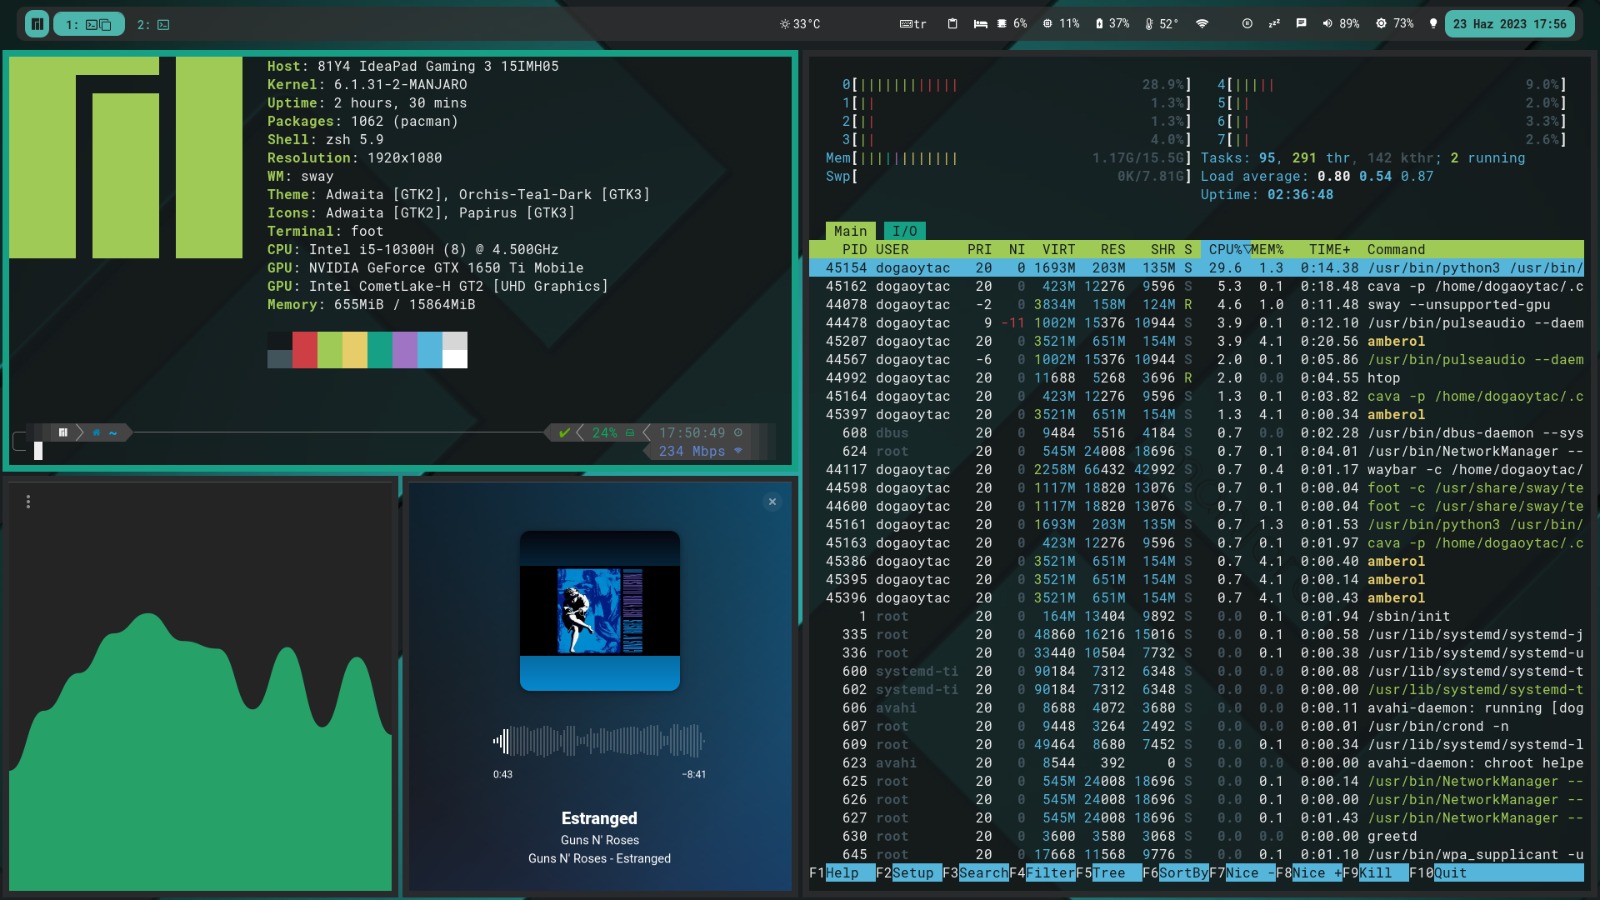 1:
2:
33°C
tr
6%
11%
37%
52°
zzZ
89%
73%
23 Haz 2023 17:56
Host: 81Y4 IdeaPad Gaming 3 15IMH05
Kernel: 6.1.31-2-MANJARO
Uptime: 2 hours, 30 mins
Packages: 1062 (pacman)
Shell: zsh 5.9
Resolution: 1920x1080
WM: sway
Theme: Adwaita [GTK2], Orchis-Teal-Dark [GTK3]
Icons: Adwaita [GTK2], Papirus [GTK3]
Terminal: foot
CPU: Intel i5-10300H (8) @ 4.500GHz
GPU: NVIDIA GeForce GTX 1650 Ti Mobile
GPU: Intel CometLake-H GT2 [UHD Graphics]
Memory: 655MiB / 15864MiB
~
24%
17:50:49
234 Mbps
0:43
-8:41
Estranged
Guns N' Roses
Guns N' Roses - Estranged
0[|||||||||||| 28.9%] 4[||||| 9.0%]
1[|| 1.3%] 5[|| 2.0%]
2[|| 1.3%] 6[|| 3.3%]
3[|| 4.0%] 7[|| 2.6%]
Mem[|||||||||||| 1.17G/15.5G] Tasks: 95, 291 thr, 142 kthr; 2 running
Swp[ 0K/7.81G] Load average: 0.80 0.54 0.87
Uptime: 02:36:48
Main I/O
PID USER PRI NI VIRT RES SHR S CPU%▽MEM% TIME+ Command
45154 dogaoytac 20 0 1693M 203M 135M S 29.6 1.3 0:14.38 /usr/bin/python3 /usr/bin/
45162 dogaoytac 20 0 423M 12276 9596 S 5.3 0.1 0:18.48 cava -p /home/dogaoytac/.c
44078 dogaoytac -2 0 3834M 158M 124M R 4.6 1.0 0:11.48 sway --unsupported-gpu
44478 dogaoytac 9 -11 1002M 15376 10944 S 3.9 0.1 0:12.10 /usr/bin/pulseaudio --daem
45207 dogaoytac 20 0 3521M 651M 154M S 3.9 4.1 0:20.56 amberol
44567 dogaoytac -6 0 1002M 15376 10944 S 2.0 0.1 0:05.86 /usr/bin/pulseaudio --daem
44992 dogaoytac 20 0 11688 5268 3696 R 2.0 0.0 0:04.55 htop
45164 dogaoytac 20 0 423M 12276 9596 S 1.3 0.1 0:03.82 cava -p /home/dogaoytac/.c
45397 dogaoytac 20 0 3521M 651M 154M S 1.3 4.1 0:00.34 amberol
608 dbus 20 0 9484 5516 4184 S 0.7 0.0 0:02.28 /usr/bin/dbus-daemon --sys
624 root 20 0 545M 24008 18696 S 0.7 0.1 0:04.01 /usr/bin/NetworkManager --
44117 dogaoytac 20 0 2258M 66432 42992 S 0.7 0.4 0:01.17 waybar -c /home/dogaoytac/
44598 dogaoytac 20 0 1117M 18820 13076 S 0.7 0.1 0:00.04 foot -c /usr/share/sway/te
44600 dogaoytac 20 0 1117M 18820 13076 S 0.7 0.1 0:00.04 foot -c /usr/share/sway/te
45161 dogaoytac 20 0 1693M 203M 135M S 0.7 1.3 0:01.53 /usr/bin/python3 /usr/bin/
45163 dogaoytac 20 0 423M 12276 9596 S 0.7 0.1 0:01.97 cava -p /home/dogaoytac/.c
45386 dogaoytac 20 0 3521M 651M 154M S 0.7 4.1 0:00.40 amberol
45395 dogaoytac 20 0 3521M 651M 154M S 0.7 4.1 0:00.14 amberol
45396 dogaoytac 20 0 3521M 651M 154M S 0.7 4.1 0:00.43 amberol
1 root 20 0 164M 13404 9892 S 0.0 0.1 0:01.94 /sbin/init
335 root 20 0 48860 16216 15016 S 0.0 0.1 0:00.58 /usr/lib/systemd/systemd-j
336 root 20 0 33440 10504 7732 S 0.0 0.1 0:00.38 /usr/lib/systemd/systemd-u
600 systemd-ti 20 0 90184 7312 6348 S 0.0 0.0 0:00.08 /usr/lib/systemd/systemd-t
602 systemd-ti 20 0 90184 7312 6348 S 0.0 0.0 0:00.00 /usr/lib/systemd/systemd-t
606 avahi 20 0 8688 4072 3680 S 0.0 0.0 0:00.11 avahi-daemon: running [dog
607 root 20 0 9448 3264 2492 S 0.0 0.0 0:00.01 /usr/bin/crond -n
609 root 20 0 49464 8680 7452 S 0.0 0.1 0:00.34 /usr/lib/systemd/systemd-l
623 avahi 20 0 8544 392 0 S 0.0 0.0 0:00.00 avahi-daemon: chroot helpe
625 root 20 0 545M 24008 18696 S 0.0 0.1 0:00.14 /usr/bin/NetworkManager --
626 root 20 0 545M 24008 18696 S 0.0 0.1 0:00.00 /usr/bin/NetworkManager --
627 root 20 0 545M 24008 18696 S 0.0 0.1 0:01.43 /usr/bin/NetworkManager --
630 root 20 0 3600 3580 3068 S 0.0 0.0 0:00.00 greetd
645 root 20 0 17668 11568 9776 S 0.0 0.1 0:01.10 /usr/bin/wpa_supplicant -u
F1Help F2Setup F3SearchF4FilterF5Tree F6SortByF7Nice -F8Nice +F9Kill F10Quit